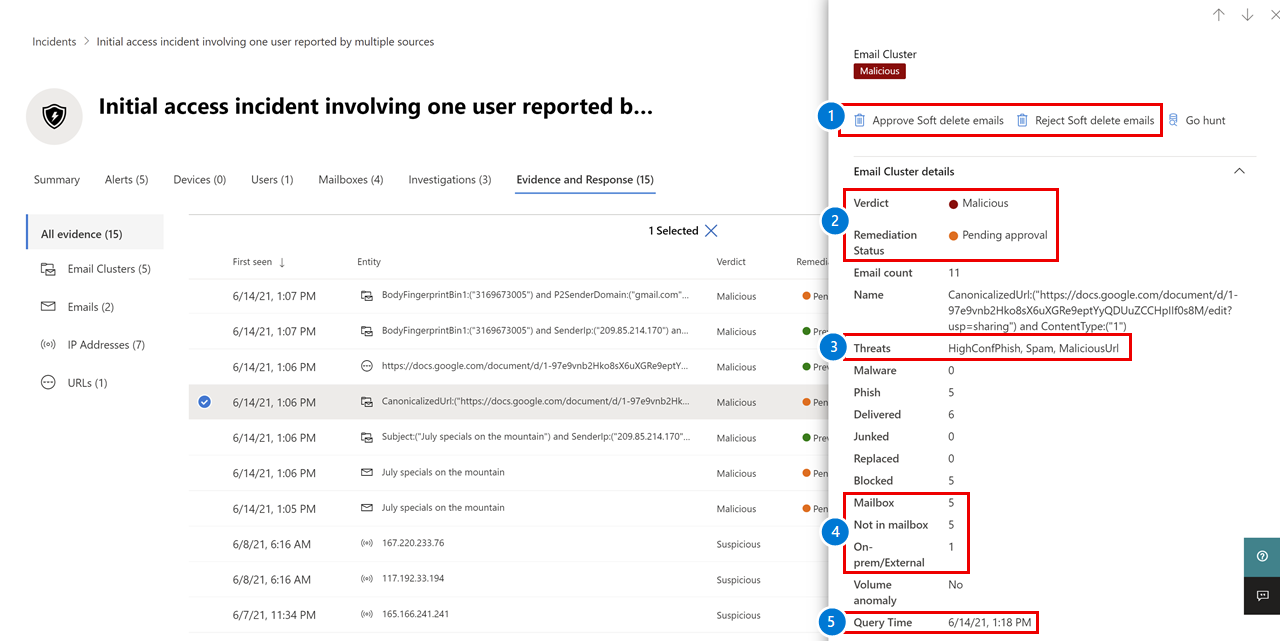 Incidents > Initial access incident involving one user reported by multiple sources
Initial access incident involving one user reported b...
Summary Alerts (5) Devices (0) Users (1) Mailboxes (4) Investigations (3) Evidence and Response (15)
All evidence (15)
Email Clusters (5)
Emails (2)
IP Addresses (7)
URLs (1)
1 Selected
First seen ↓ Entity Verdict Remedia
6/14/21, 1:07 PM BodyFingerprintBin1:("3169673005") and P2SenderDomain:("gmail.com"... Malicious Pen
6/14/21, 1:07 PM BodyFingerprintBin1:("3169673005") and SenderIp:("209.85.214.170") an... Malicious Pre
6/14/21, 1:06 PM https://docs.google.com/document/d/1-97e9vnb2Hko8sX6uXGRe9eptY... Malicious Pre
6/14/21, 1:06 PM CanonicalizedUrl:("https://docs.google.com/document/d/1-97e9vnb2Hk... Malicious Pen
6/14/21, 1:06 PM Subject:("July specials on the mountain") and SenderIp:("209.85.214.170"... Malicious Pre
6/14/21, 1:06 PM July specials on the mountain Malicious Pen
6/14/21, 1:05 PM July specials on the mountain Malicious Pen
6/8/21, 6:16 AM 167.220.233.76 Suspicious
6/8/21, 6:16 AM 117.192.33.194 Suspicious
6/7/21, 11:34 PM 165.166.241.241 Suspicious
Email Cluster
Malicious
1 Approve Soft delete emails Reject Soft delete emails Go hunt
Email Cluster details
Verdict Malicious
2
Remediation Pending approval
Status
Email count 11
Name CanonicalizedUrl:("https://docs.google.com/document/d/1-
97e9vnb2Hko8sX6uXGRe9eptYyQDUuZCCHpIIf0s8M/edit?
usp=sharing") and ContentType:("1")
3 Threats HighConfPhish, Spam, MaliciousUrl
Malware 0
Phish 5
Delivered 6
Junked 0
Replaced 0
Blocked 5
Mailbox 5
4 Not in mailbox 5
On- 1
prem/External
Volume No
anomaly
5 Query Time 6/14/21, 1:18 PM